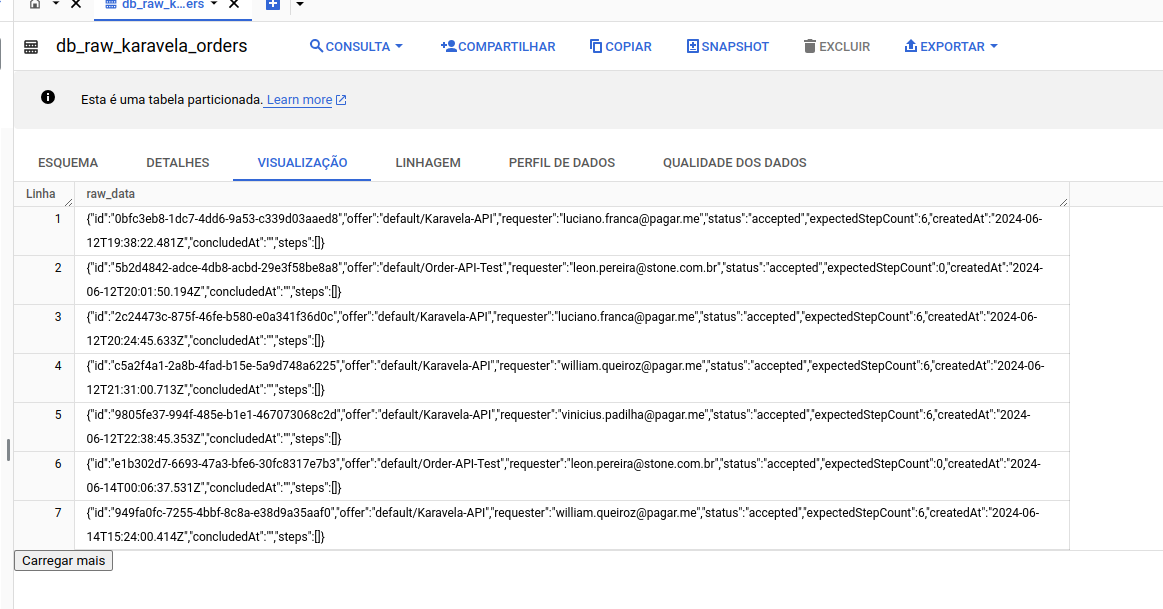 db_raw_k...ers
db_raw_karavela_orders
CONSULTA
COMPARTILHAR
COPIAR
SNAPSHOT
EXCLUIR
EXPORTAR
Esta é uma tabela particionada. Learn more
ESQUEMA
DETALHES
VISUALIZAÇÃO
LINHAGEM
PERFIL DE DADOS
QUALIDADE DOS DADOS
Linha
raw_data
1
{"id":"0bfc3eb8-1dc7-4dd6-9a53-c339d03aaed8","offer":"default/Karavela-API","requester":"luciano.franca@pagar.me","status":"accepted","expectedStepCount":6,"createdAt":"2024-06-
12T19:38:22.481Z","concludedAt":"","steps":[]}
2
{"id":"5b2d4842-adce-4db8-acbd-29e3f58be8a8","offer":"default/Order-API-Test","requester":"leon.pereira@stone.com.br","status":"accepted","expectedStepCount":0,"createdAt":"2024-
06-12T20:01:50.194Z","concludedAt":"","steps":[]}
3
{"id":"2c24473c-875f-46fe-b580-e0a341f36d0c","offer":"default/Karavela-API","requester":"luciano.franca@pagar.me","status":"accepted","expectedStepCount":6,"createdAt":"2024-06-
12T20:24:45.633Z","concludedAt":"","steps":[]}
4
{"id":"c5a2f4a1-2a8b-4fad-b15e-5a9d748a6225","offer":"default/Karavela-API","requester":"william.queiroz@pagar.me","status":"accepted","expectedStepCount":6,"createdAt":"2024-06-
12T21:31:00.713Z","concludedAt":"","steps":[]}
5
{"id":"9805fe37-994f-485e-b1e1-467073068c2d","offer":"default/Karavela-API","requester":"vinicius.padilha@pagar.me","status":"accepted","expectedStepCount":6,"createdAt":"2024-
06-12T22:38:45.353Z","concludedAt":"","steps":[]}
6
{"id":"e1b302d7-6693-47a3-bfe6-30fc8317e7b3","offer":"default/Order-API-Test","requester":"leon.pereira@stone.com.br","status":"accepted","expectedStepCount":0,"createdAt":"2024-
06-14T00:06:37.531Z","concludedAt":"","steps":[]}
7
{"id":"949fa0fc-7255-4bbf-8c8a-e38d9a35aaf0","offer":"default/Karavela-API","requester":"william.queiroz@pagar.me","status":"accepted","expectedStepCount":6,"createdAt":"2024-06-
14T15:24:00.414Z","concludedAt":"","steps":[]}
Carregar mais